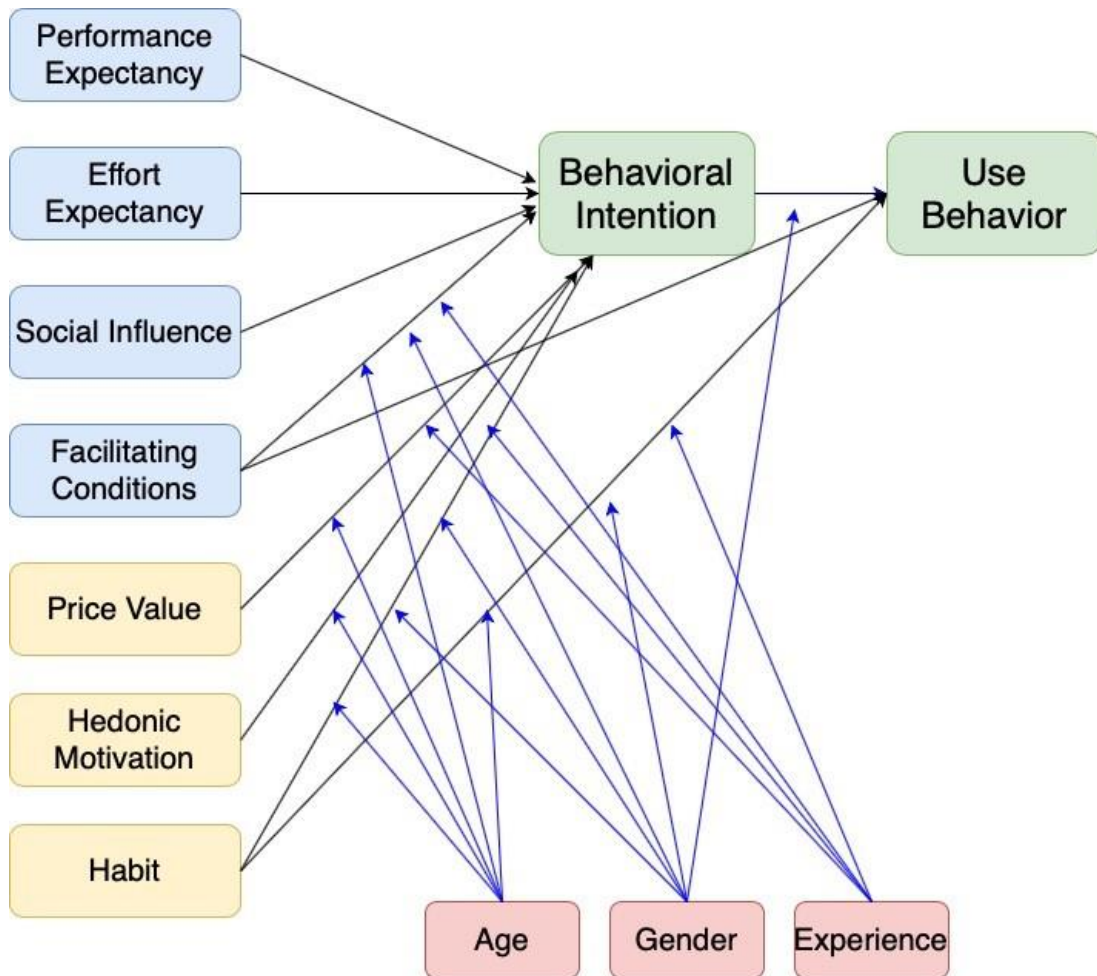 Performance
Expectancy
Effort
Expectancy
Social Influence
Facilitating
Conditions
Price Value
Hedonic
Motivation
Habit
Behavioral
Intention
Use
Behavior
Age
Gender
Experience